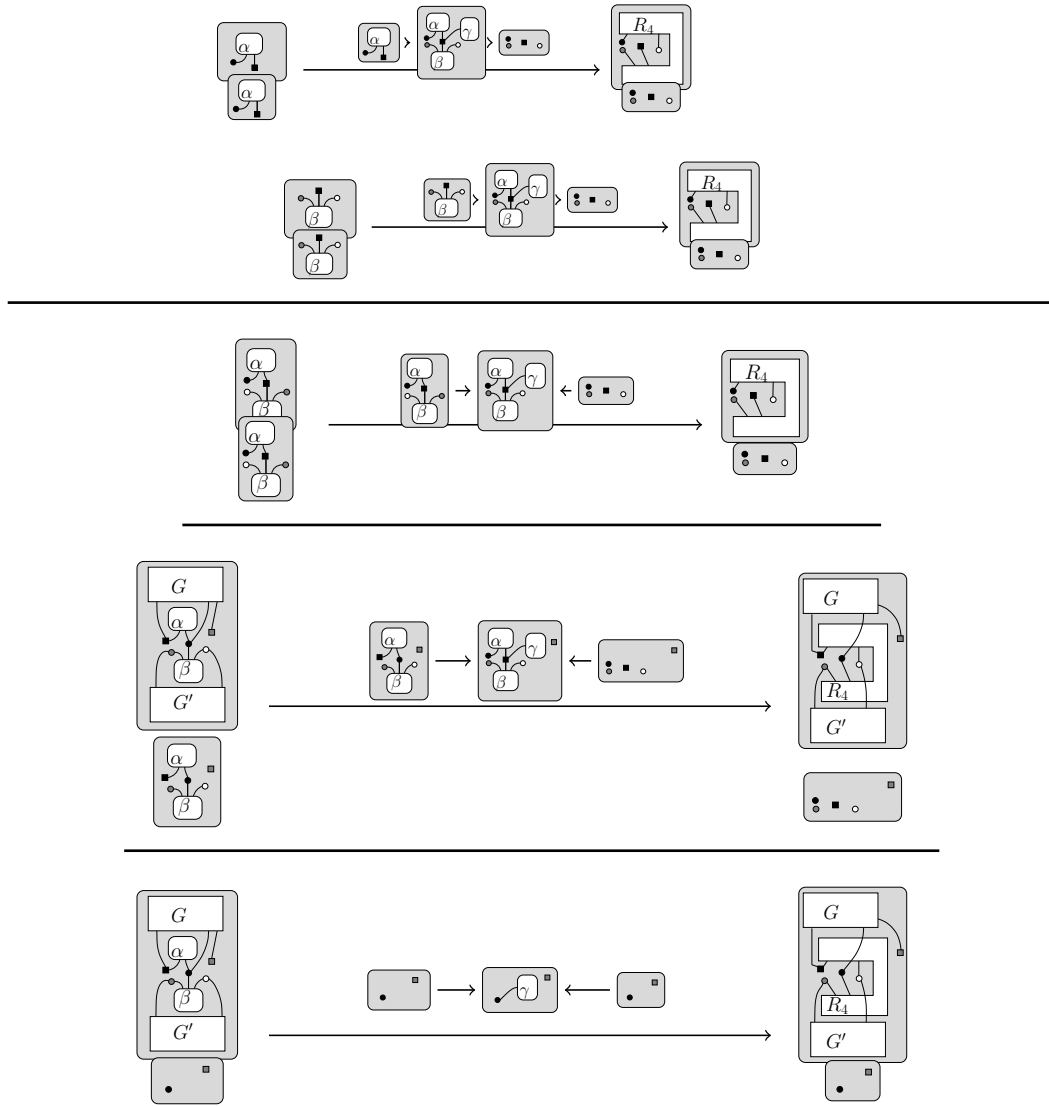 α α α γ β R₄
α
β β α γ β R₄
β
α β α β α γ β R₄
α β
G α β G′ α β α γ β G R₄ G′
α β
G α β G′ γ G R₄ G′